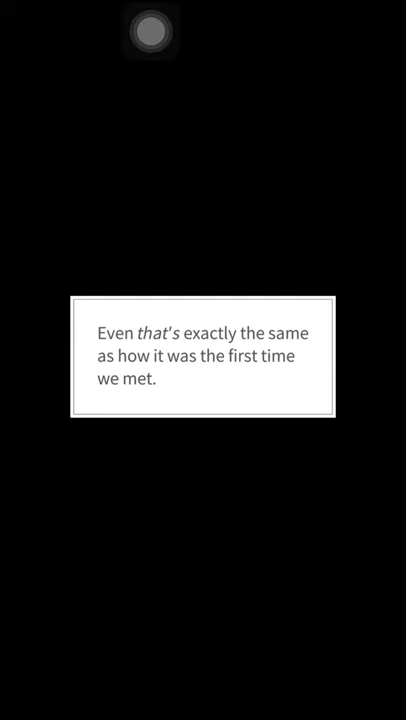 Even that's exactly the same
as how it was the first time
we met.